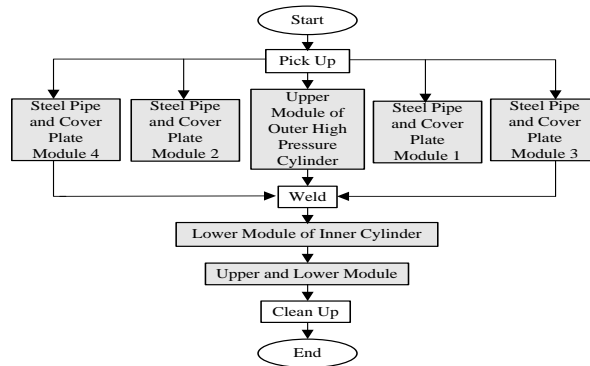 Start
Pick Up
Steel Pipe
and Cover
Plate
Module 4
Steel Pipe
and Cover
Plate
Module 2
Upper
Module of
Outer High
Pressure
Cylinder
Steel Pipe
and Cover
Plate
Module 1
Steel Pipe
and Cover
Plate
Module 3
Weld
Lower Module of Inner Cylinder
Upper and Lower Module
Clean Up
End